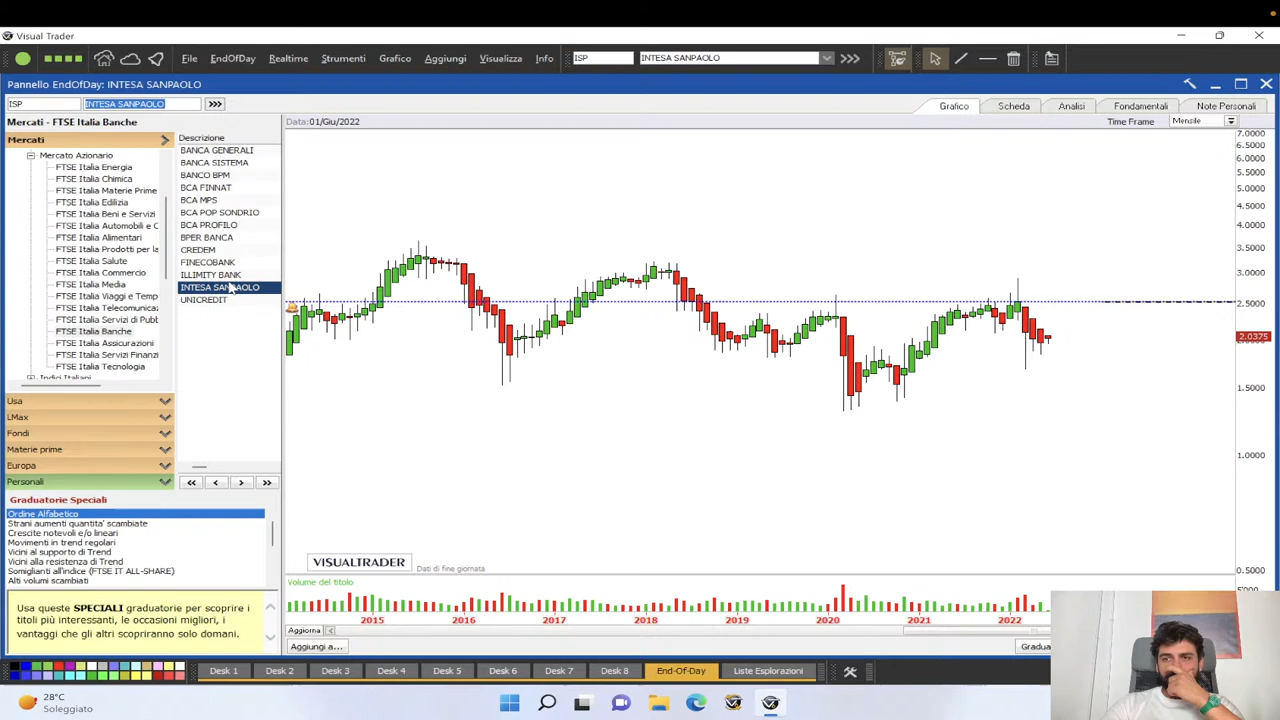 Visual Trader
File EndOfDay Realtime Strumenti Grafico Aggiungi Visualizza Info ISP INTESA SANPAOLO
Pannello EndOfDay: INTESA SANPAOLO
ISP INTESA SANPAOLO >>>
Grafico Scheda Analisi Fondamentali Note Personali
Mercati - FTSE Italia Banche
Data:01/Giu/2022
Time Frame Mensile
Mercati
Mercato Azionario
FTSE Italia Energia
FTSE Italia Chimica
FTSE Italia Materie Prime
FTSE Italia Edilizia
FTSE Italia Beni e Servizi
FTSE Italia Automobili e C
FTSE Italia Alimentari
FTSE Italia Prodotti per la
FTSE Italia Salute
FTSE Italia Commercio
FTSE Italia Media
FTSE Italia Viaggi e Temp
FTSE Italia Telecomunica
FTSE Italia Servizi di Pubb
FTSE Italia Banche
FTSE Italia Assicurazioni
FTSE Italia Servizi Finanzi
FTSE Italia Tecnologia
Indici Italiani
Usa
LMax
Fondi
Materie prime
Europa
Personali
Descrizione
BANCA GENERALI
BANCA SISTEMA
BANCO BPM
BCA FINNAT
BCA MPS
BCA POP SONDRIO
BCA PROFILO
BPER BANCA
CREDEM
FINECOBANK
ILLIMITY BANK
INTESA SANPAOLO
UNICREDIT
Graduatorie Speciali
Ordine Alfabetico
Strani aumenti quantita' scambiate
Crescite notevoli e/o lineari
Movimenti in trend regolari
Vicini al supporto di Trend
Vicini alla resistenza di Trend
Somiglianti all'indice (FTSE IT ALL-SHARE)
Alti volumi scambiati
Usa queste SPECIALI graduatorie per scoprire i
titoli più interessanti, le occasioni migliori, i
vantaggi che gli altri scopriranno solo domani.
7.0000
6.5000
6.0000
5.5000
5.0000
4.5000
4.0000
3.5000
3.0000
2.5000
2.0375
1.5000
1.0000
0.5000
VISUALTRADER
Dati di fine giornata
Volume del titolo
2015 2016 2017 2018 2019 2020 2021 2022
Aggiorna
Aggiungi a...
Gradua
Desk 1 Desk 2 Desk 3 Desk 4 Desk 5 Desk 6 Desk 7 Desk 8 End-Of-Day Liste Esplorazioni
28°C
Soleggiato